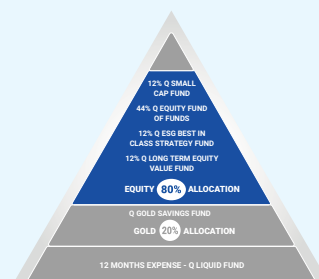 12% Q SMALL
CAP FUND
44% Q EQUITY FUND
OF FUNDS
12% Q ESG BEST IN
CLASS STRATEGY FUND
12% Q LONG TERM EQUITY
VALUE FUND
EQUITY 80% ALLOCATION
Q GOLD SAVINGS FUND
GOLD 20% ALLOCATION
12 MONTHS EXPENSE - Q LIQUID FUND